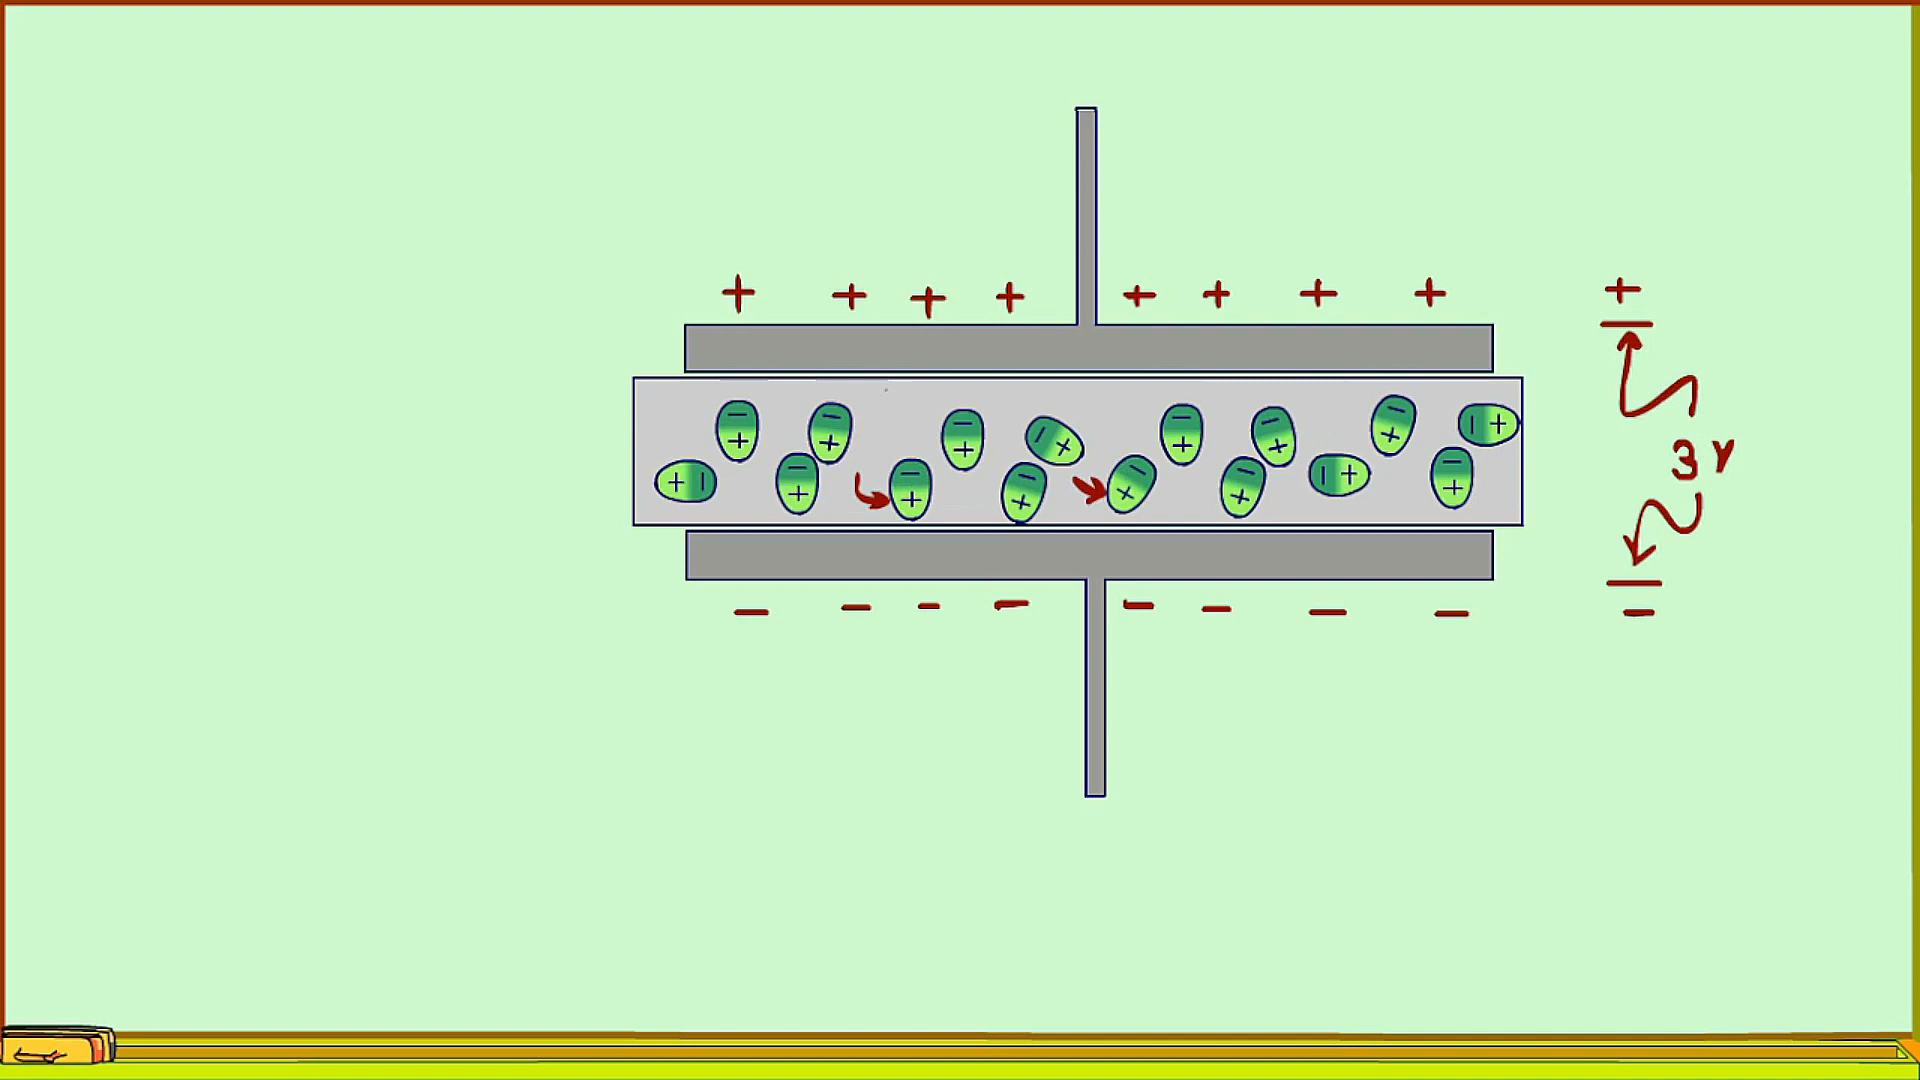 + + + + + + + + +
3V
− − − − − − − − −